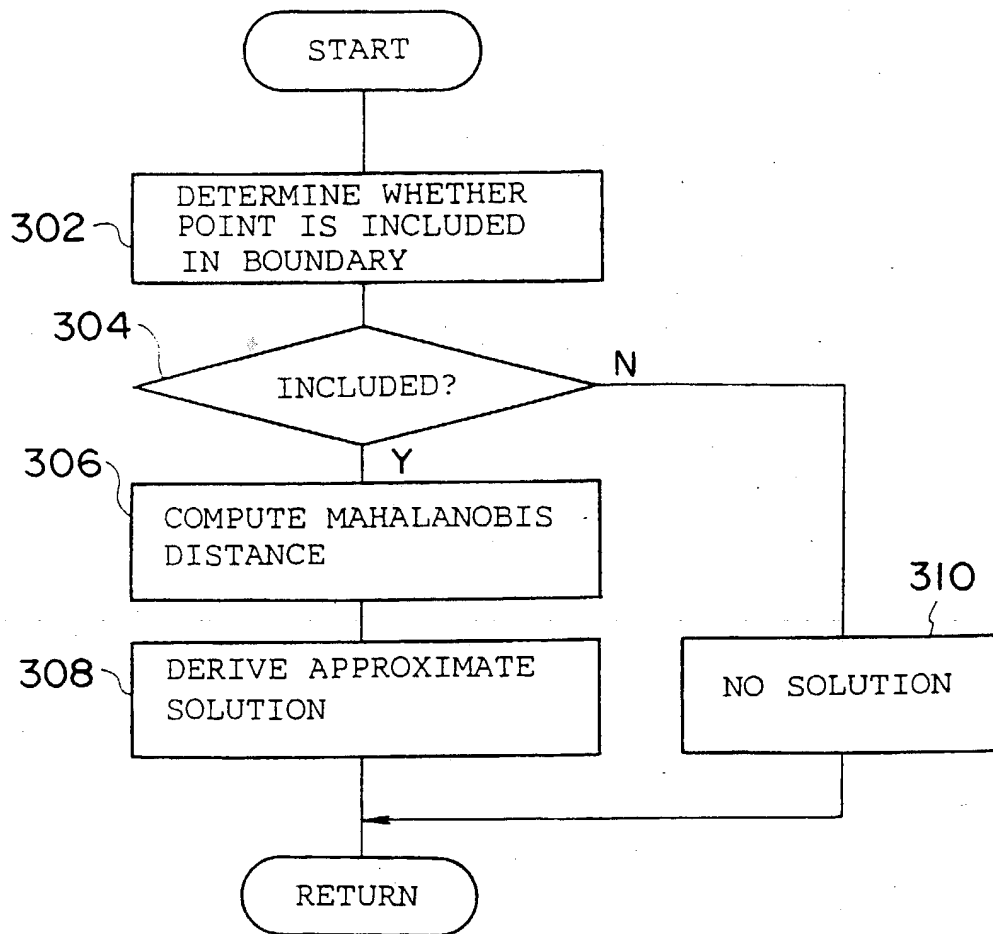 START
302
DETERMINE WHETHER
POINT IS INCLUDED
IN BOUNDARY
304
INCLUDED?
N
Y
306
COMPUTE MAHALANOBIS
DISTANCE
308
DERIVE APPROXIMATE
SOLUTION
310
NO SOLUTION
RETURN